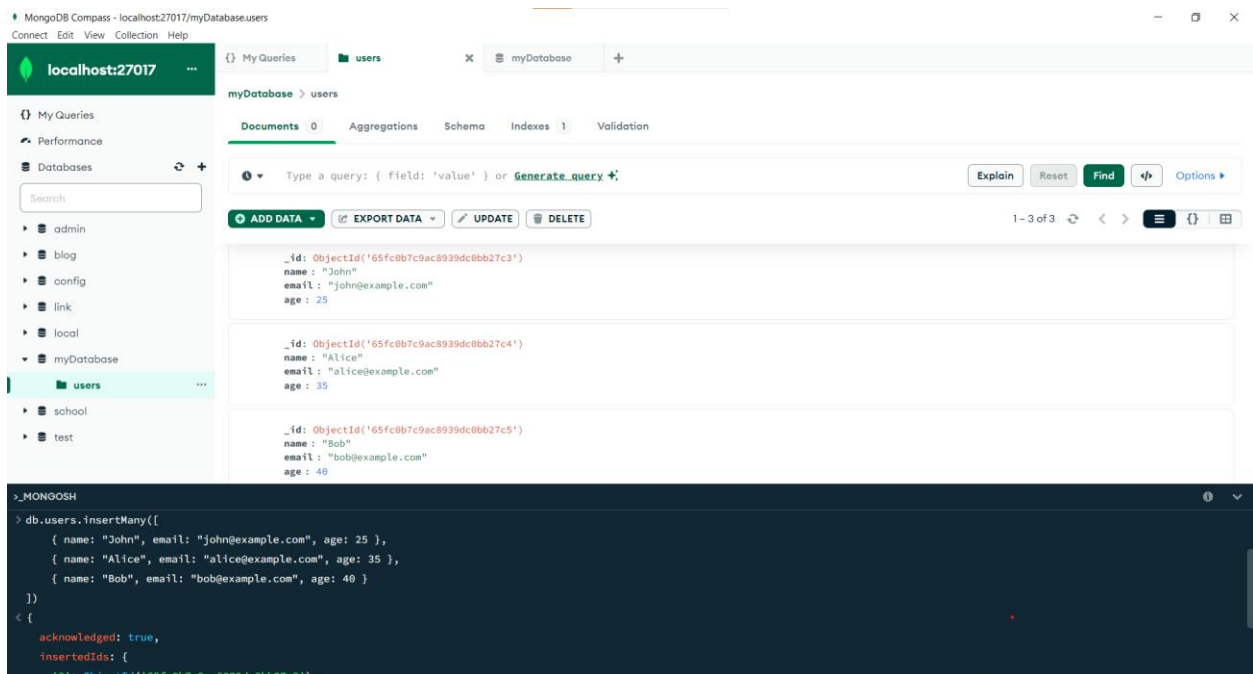 MongoDB Compass - localhost:27017/myDatabase.users
Connect Edit View Collection Help
localhost:27017 ...
{} My Queries
Performance
Databases
Search
admin
blog
config
link
local
myDatabase
users ...
school
test
{} My Queries users myDatabase +
myDatabase > users
Documents 0 Aggregations Schema Indexes 1 Validation
Type a query: { field: 'value' } or Generate query
Explain Reset Find </> Options
ADD DATA EXPORT DATA UPDATE DELETE
1 – 3 of 3 {}
_id: ObjectId('65fc0b7c9ac8939dc0bb27c3')
name : "John"
email : "john@example.com"
age : 25
_id: ObjectId('65fc0b7c9ac8939dc0bb27c4')
name : "Alice"
email : "alice@example.com"
age : 35
_id: ObjectId('65fc0b7c9ac8939dc0bb27c5')
name : "Bob"
email : "bob@example.com"
age : 40
>_MONGOSH
> db.users.insertMany([
{ name: "John", email: "john@example.com", age: 25 },
{ name: "Alice", email: "alice@example.com", age: 35 },
{ name: "Bob", email: "bob@example.com", age: 40 }
])
< {
acknowledged: true,
insertedIds: {